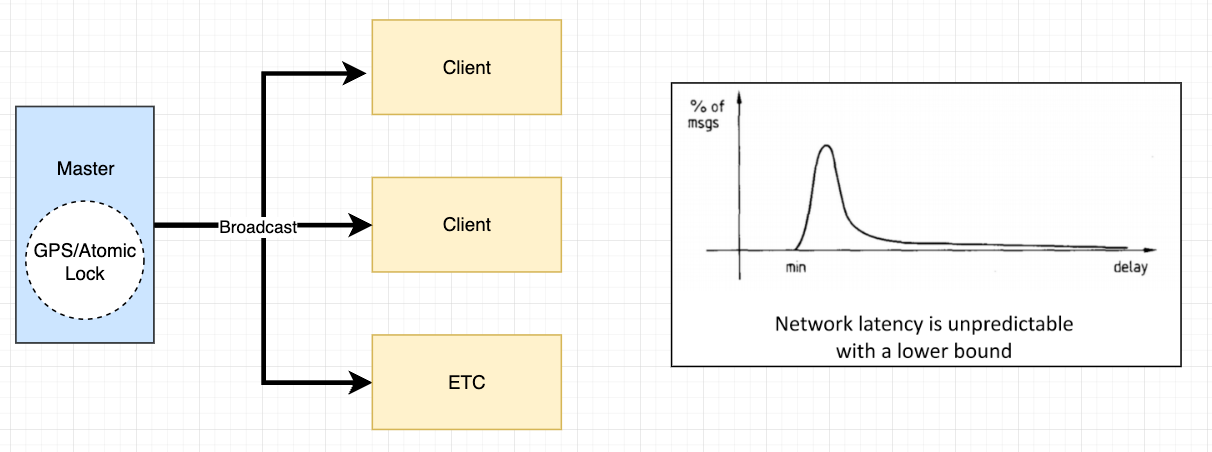 Master
GPS/Atomic
Lock
Broadcast
Client
Client
ETC
% of
msgs
min
delay
Network latency is unpredictable
with a lower bound